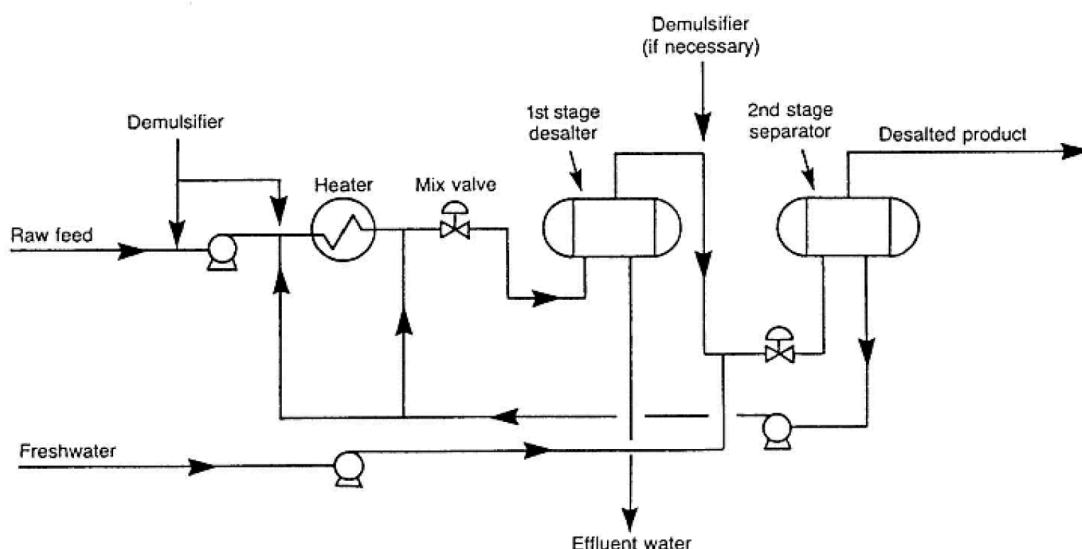 Demulsifier
(if necessary)
1st stage
desalter
2nd stage
separator
Desalted product
Demulsifier
Heater
Mix valve
Raw feed
Freshwater
Effluent water